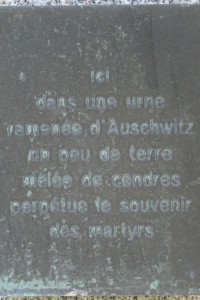 Ici
dans une urne
ramenée d'Auschwitz
un peu de terre
mêlée de cendres
perpétue le souvenir
des martyrs